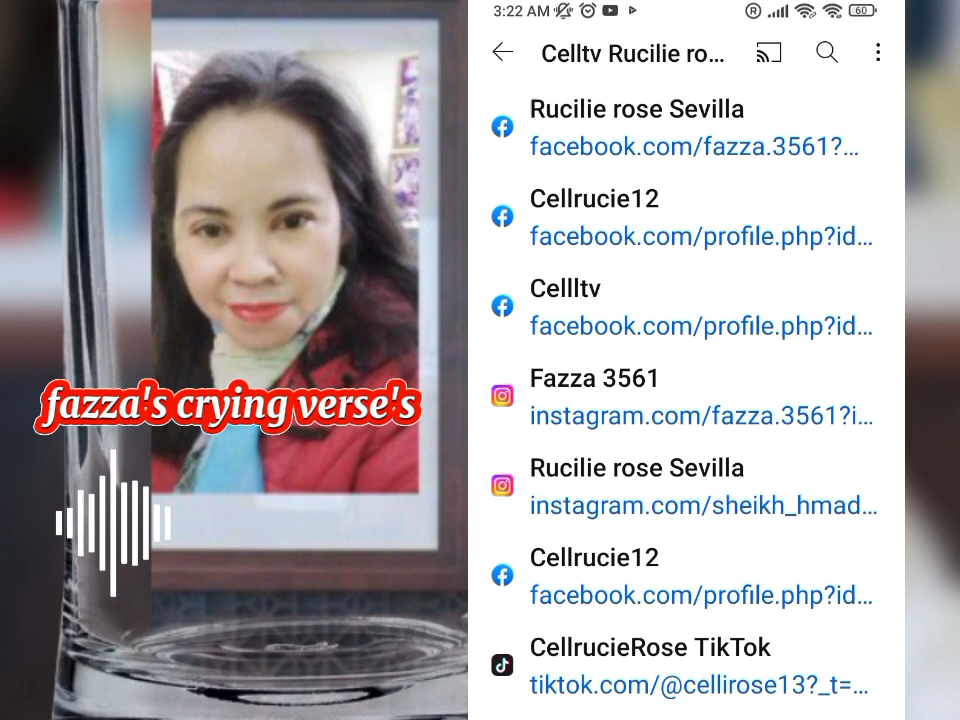 fazza's crying verse's
3:22 AM
60
Celltv Rucilie ro...
Rucilie rose Sevilla
facebook.com/fazza.3561?...
Cellrucie12
facebook.com/profile.php?id...
Cellltv
facebook.com/profile.php?id...
Fazza 3561
instagram.com/fazza.3561?i...
Rucilie rose Sevilla
instagram.com/sheikh_hmad...
Cellrucie12
facebook.com/profile.php?id...
CellrucieRose TikTok
tiktok.com/@cellirose13?_t=...